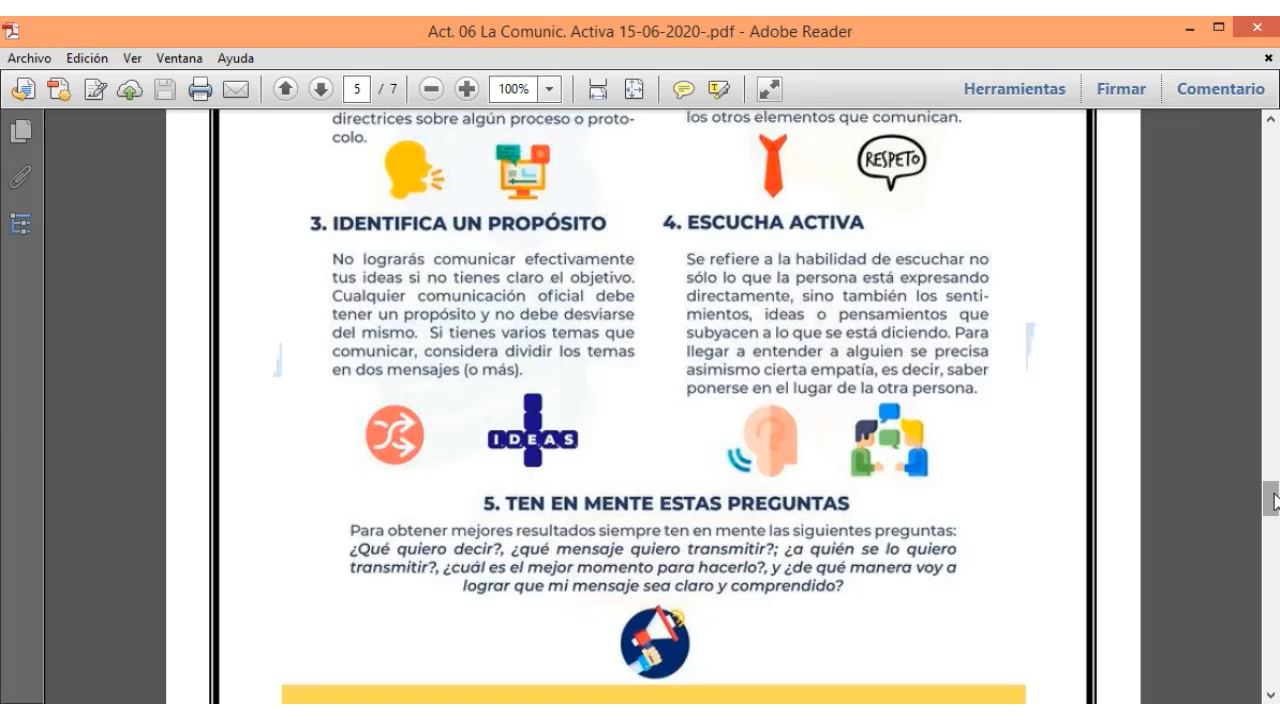 Act. 06 La Comunic. Activa 15-06-2020-.pdf - Adobe Reader
Archivo Edición Ver Ventana Ayuda
5 / 7 100% Herramientas Firmar Comentario
directrices sobre algún proceso o proto-
colo.
los otros elementos que comunican.
RESPETO
3. IDENTIFICA UN PROPÓSITO
No lograrás comunicar efectivamente
tus ideas si no tienes claro el objetivo.
Cualquier comunicación oficial debe
tener un propósito y no debe desviarse
del mismo. Si tienes varios temas que
comunicar, considera dividir los temas
en dos mensajes (o más).
IDEAS
4. ESCUCHA ACTIVA
Se refiere a la habilidad de escuchar no
sólo lo que la persona está expresando
directamente, sino también los senti-
mientos, ideas o pensamientos que
subyacen a lo que se está diciendo. Para
llegar a entender a alguien se precisa
asimismo cierta empatía, es decir, saber
ponerse en el lugar de la otra persona.
5. TEN EN MENTE ESTAS PREGUNTAS
Para obtener mejores resultados siempre ten en mente las siguientes preguntas:
¿Qué quiero decir?, ¿qué mensaje quiero transmitir?; ¿a quién se lo quiero
transmitir?, ¿cuál es el mejor momento para hacerlo?, y ¿de qué manera voy a
lograr que mi mensaje sea claro y comprendido?